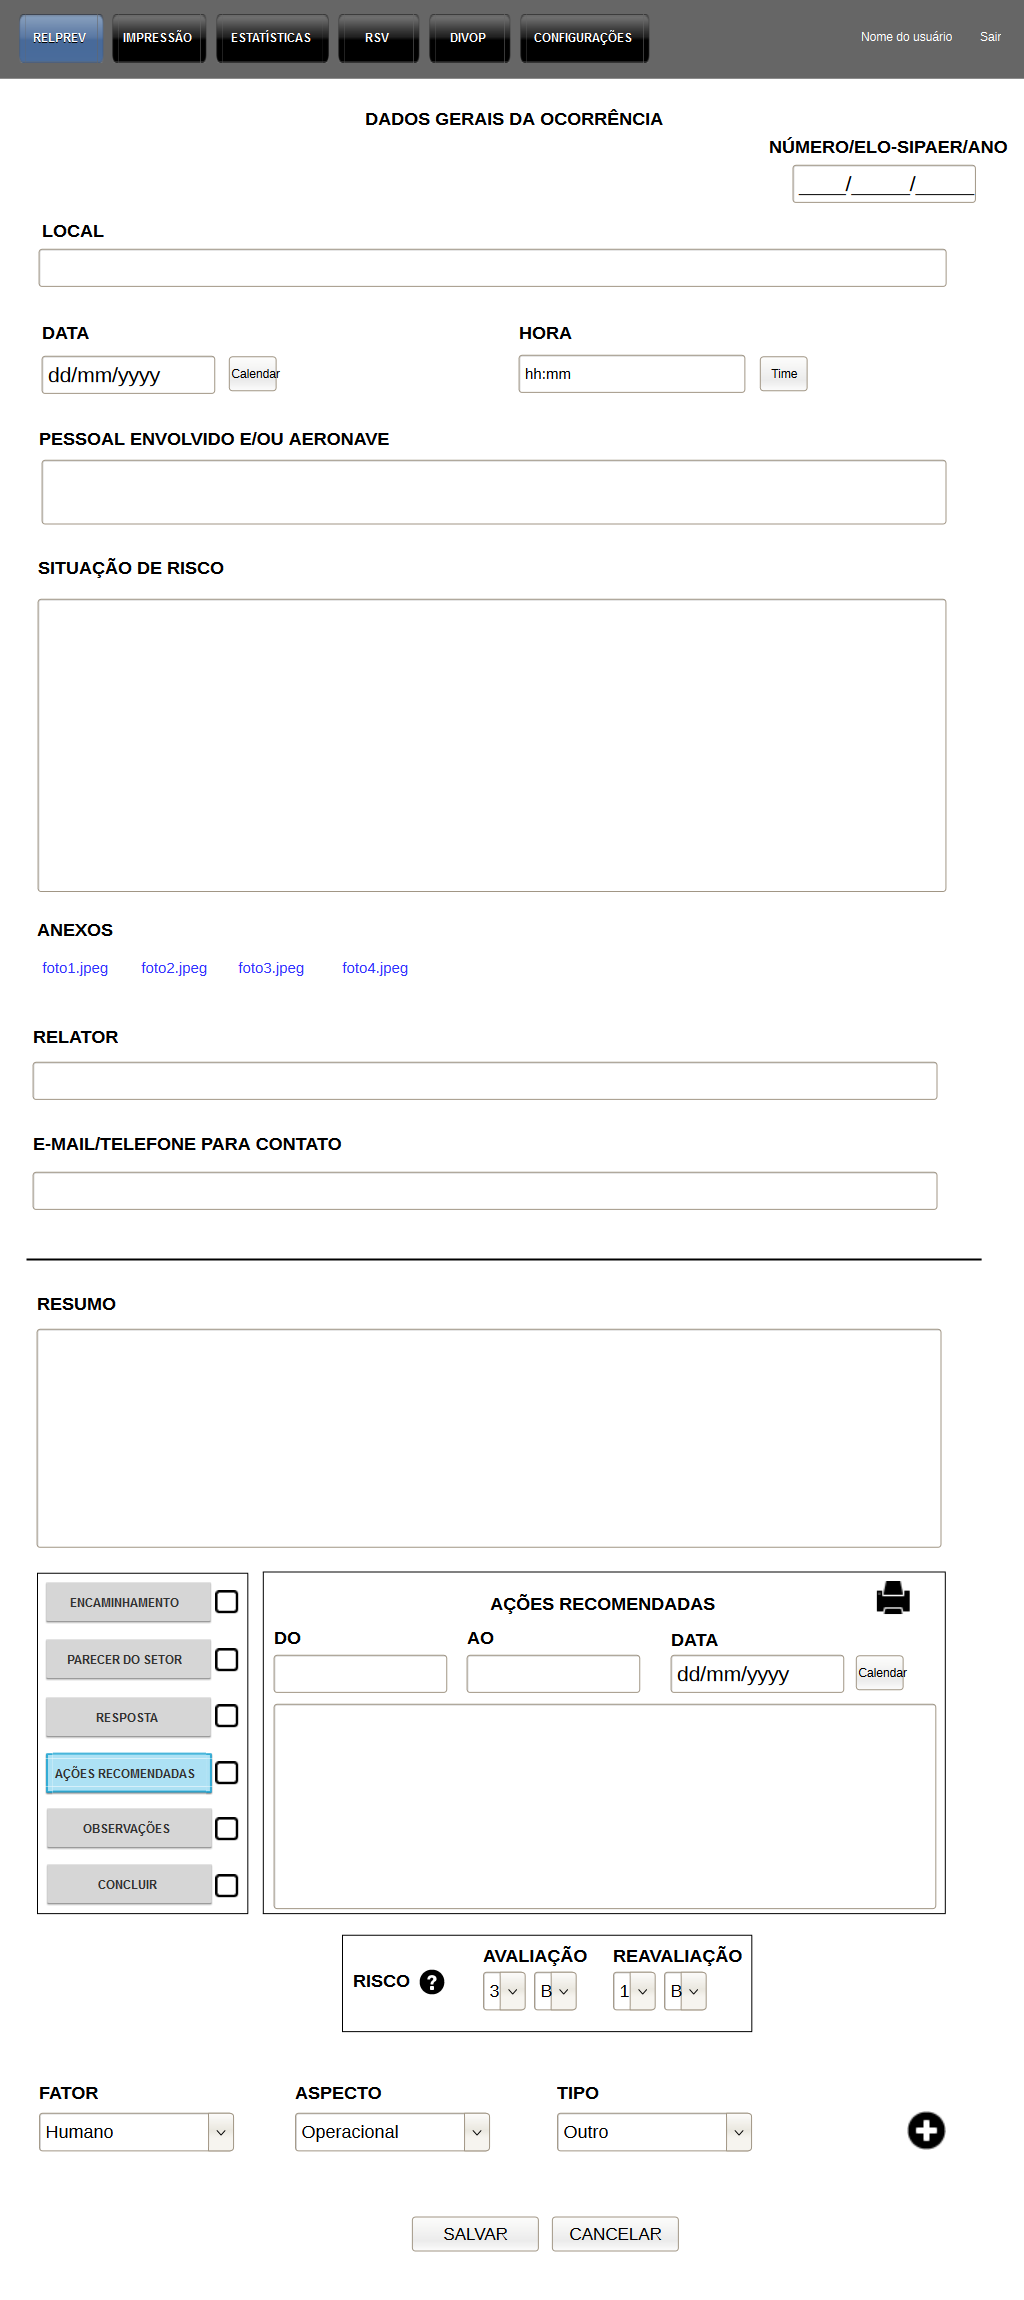 RELPREV IMPRESSÃO ESTATÍSTICAS RSV DIVOP CONFIGURAÇÕES Nome do usuário Sair
DADOS GERAIS DA OCORRÊNCIA
NÚMERO/ELO-SIPAER/ANO
____/_____/_____
LOCAL
DATA HORA
dd/mm/yyyy Calendar hh:mm Time
PESSOAL ENVOLVIDO E/OU AERONAVE
SITUAÇÃO DE RISCO
ANEXOS
foto1.jpeg foto2.jpeg foto3.jpeg foto4.jpeg
RELATOR
E-MAIL/TELEFONE PARA CONTATO
RESUMO
ENCAMINHAMENTO
PARECER DO SETOR
RESPOSTA
AÇÕES RECOMENDADAS
OBSERVAÇÕES
CONCLUIR
AÇÕES RECOMENDADAS
DO AO DATA
dd/mm/yyyy Calendar
AVALIAÇÃO REAVALIAÇÃO
RISCO ? 3 B 1 B
FATOR ASPECTO TIPO
Humano Operacional Outro
SALVAR CANCELAR